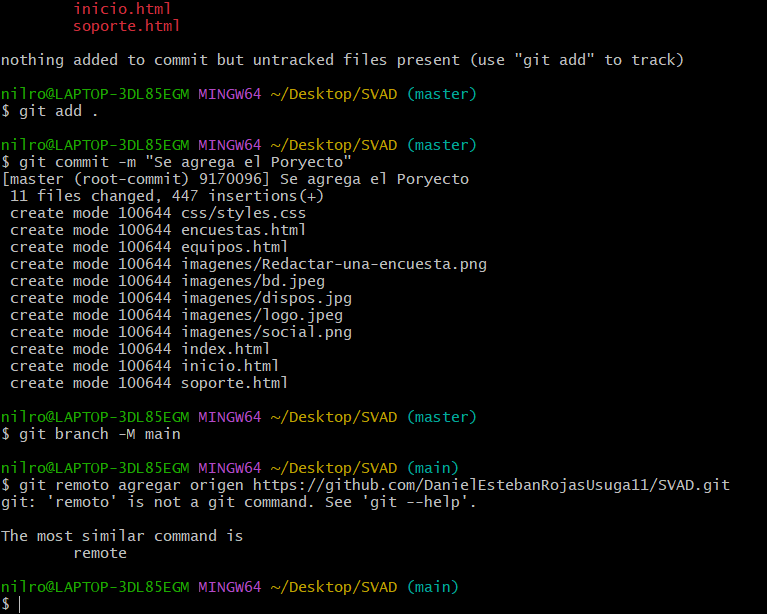 inicio.html
soporte.html
nothing added to commit but untracked files present (use "git add" to track)
nilro@LAPTOP-3DL85EGM MINGW64 ~/Desktop/SVAD (master)
$ git add .
nilro@LAPTOP-3DL85EGM MINGW64 ~/Desktop/SVAD (master)
$ git commit -m "Se agrega el Poryecto"
[master (root-commit) 9170096] Se agrega el Poryecto
 11 files changed, 447 insertions(+)
 create mode 100644 css/styles.css
 create mode 100644 encuestas.html
 create mode 100644 equipos.html
 create mode 100644 imagenes/Redactar-una-encuesta.png
 create mode 100644 imagenes/bd.jpeg
 create mode 100644 imagenes/dispos.jpg
 create mode 100644 imagenes/logo.jpeg
 create mode 100644 imagenes/social.png
 create mode 100644 index.html
 create mode 100644 inicio.html
 create mode 100644 soporte.html
nilro@LAPTOP-3DL85EGM MINGW64 ~/Desktop/SVAD (master)
$ git branch -M main
nilro@LAPTOP-3DL85EGM MINGW64 ~/Desktop/SVAD (main)
$ git remoto agregar origen https://github.com/DanielEstebanRojasUsuga11/SVAD.git
git: 'remoto' is not a git command. See 'git --help'.
The most similar command is
remote
nilro@LAPTOP-3DL85EGM MINGW64 ~/Desktop/SVAD (main)
$